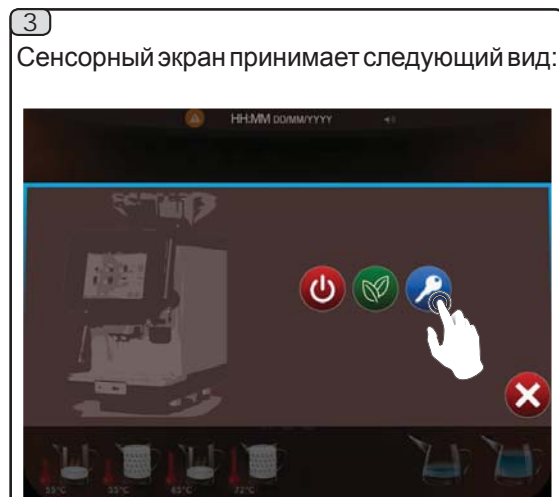 3
Сенсорный экран принимает следующий вид:
HH:MM DD/MM/YYYY
55°C 55°C 65°C 72°C